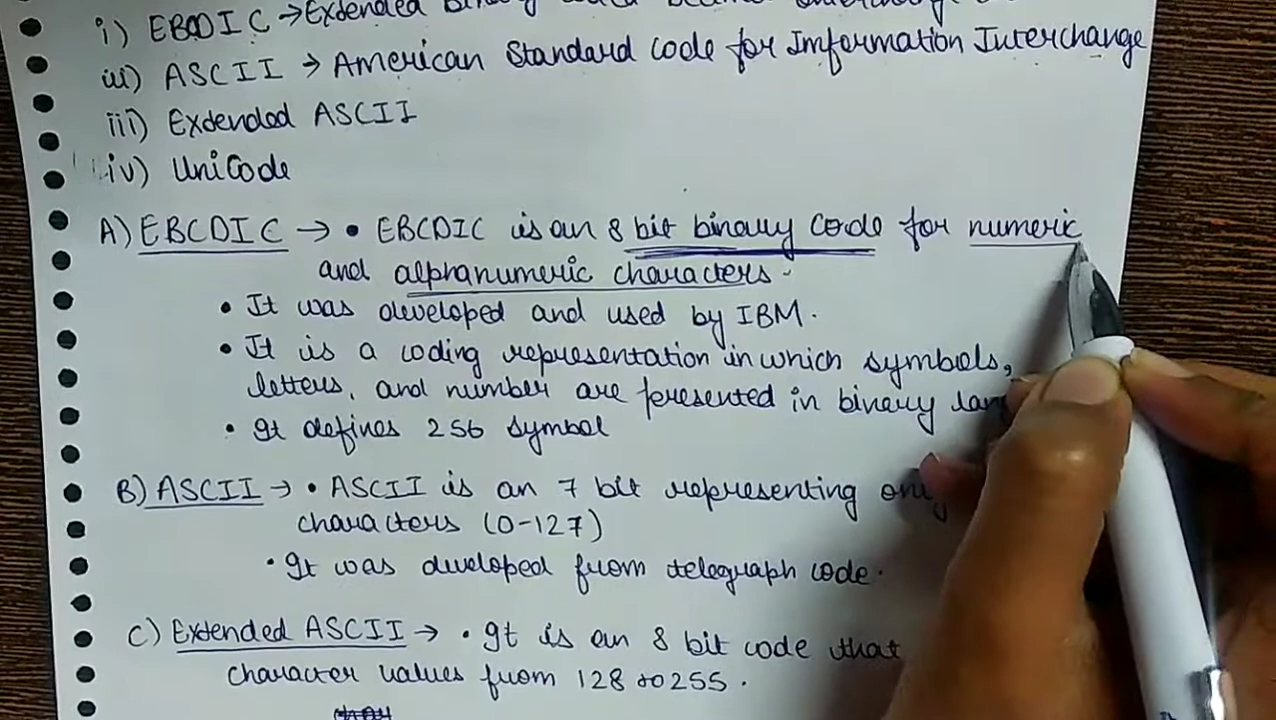 i) EBCDIC → Extended Binary
iii) ASCII → American Standard code for Information Interchange
iii) Extended ASCII
iv) UniCode
A) EBCDIC → • EBCDIC is an 8 bit binary code for numeric
and alphanumeric characters.
• It was developed and used by IBM.
• It is a coding representation in which symbols,
letters, and number are presented in binary
• It defines 256 symbol
B) ASCII → • ASCII is an 7 bit representing
characters (0-127)
• It was developed from telegraph code.
C) Extended ASCII → • It is an 8 bit code that
character values from 128 to 255.